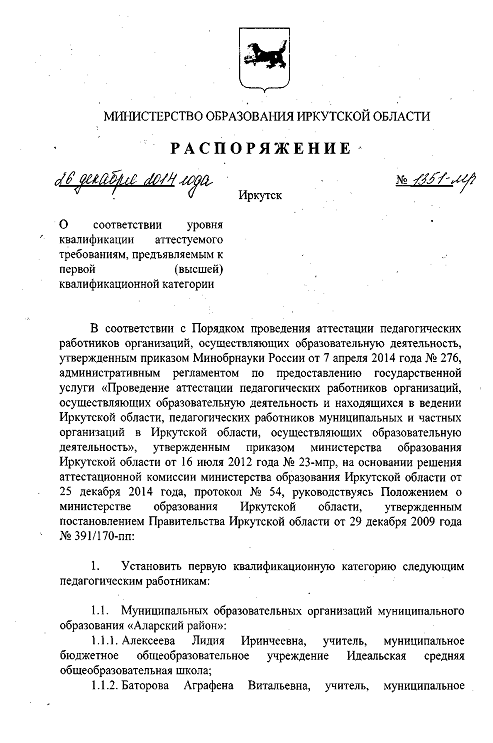 МИНИСТЕРСТВО ОБРАЗОВАНИЯ ИРКУТСКОЙ ОБЛАСТИ
РАСПОРЯЖЕНИЕ
26 декабря 2014 года № 1351-мр
Иркутск
О соответствии уровня
квалификации аттестуемого
требованиям, предъявляемым к
первой (высшей)
квалификационной категории
В соответствии с Порядком проведения аттестации педагогических
работников организаций, осуществляющих образовательную деятельность,
утвержденным приказом Минобрнауки России от 7 апреля 2014 года № 276,
административным регламентом по предоставлению государственной
услуги «Проведение аттестации педагогических работников организаций,
осуществляющих образовательную деятельность и находящихся в ведении
Иркутской области, педагогических работников муниципальных и частных
организаций в Иркутской области, осуществляющих образовательную
деятельность», утвержденным приказом министерства образования
Иркутской области от 16 июля 2012 года № 23-мпр, на основании решения
аттестационной комиссии министерства образования Иркутской области от
25 декабря 2014 года, протокол № 54, руководствуясь Положением о
министерстве образования Иркутской области, утвержденным
постановлением Правительства Иркутской области от 29 декабря 2009 года
№ 391/170-пп:
1. Установить первую квалификационную категорию следующим
педагогическим работникам:
1.1. Муниципальных образовательных организаций муниципального
образования «Аларский район»:
1.1.1. Алексеева Лидия Иринчеевна, учитель, муниципальное
бюджетное общеобразовательное учреждение Идеальская средняя
общеобразовательная школа;
1.1.2. Баторова Аграфена Витальевна, учитель, муниципальное